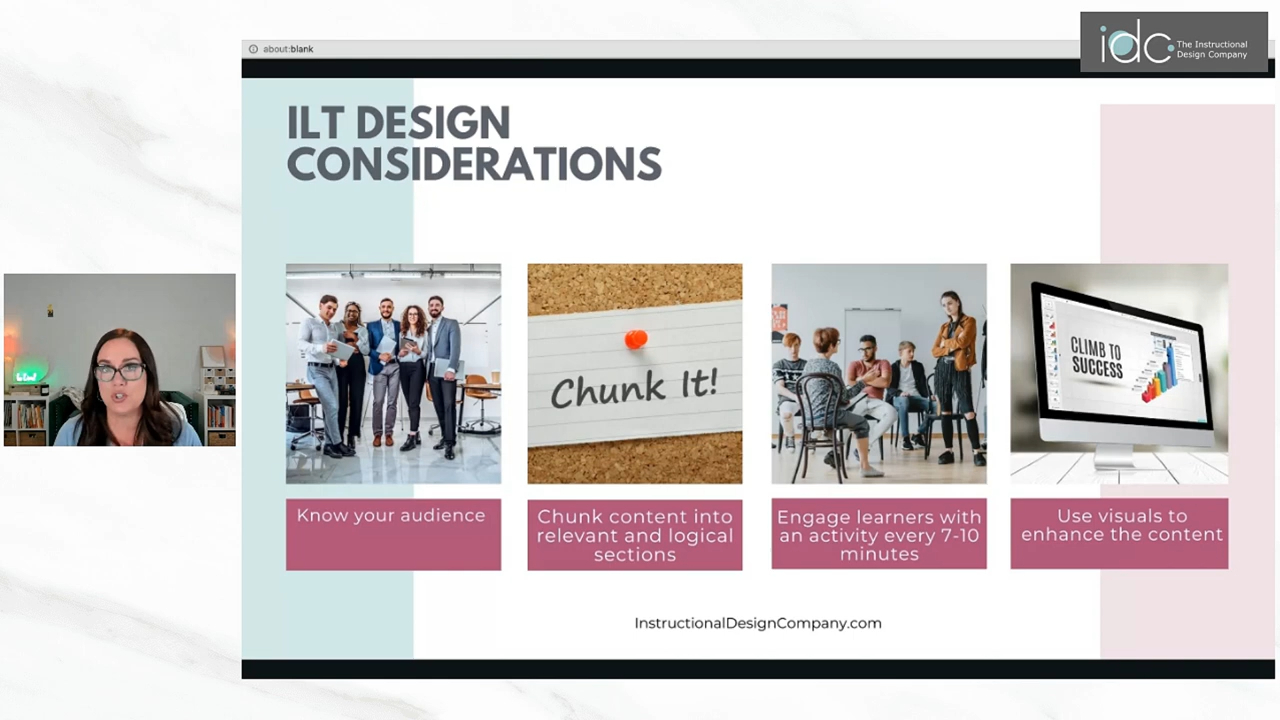 about:blank
idc
The Instructional
Design Company
ILT DESIGN
CONSIDERATIONS
Chunk It!
CLIMB TO
SUCCESS
Know your audience
Chunk content into
relevant and logical
sections
Engage learners with
an activity every 7-10
minutes
Use visuals to
enhance the content
InstructionalDesignCompany.com